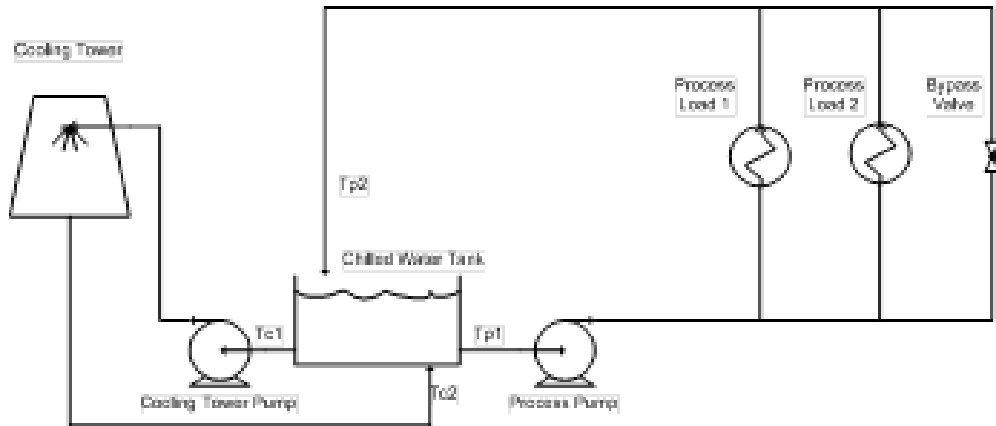 Cooling Tower
Process
Load 1
Process
Load 2
Bypass
Valve
Tp2
Chilled Water Tank
Tc1
Tp1
Tc2
Cooling Tower Pump
Process Pump